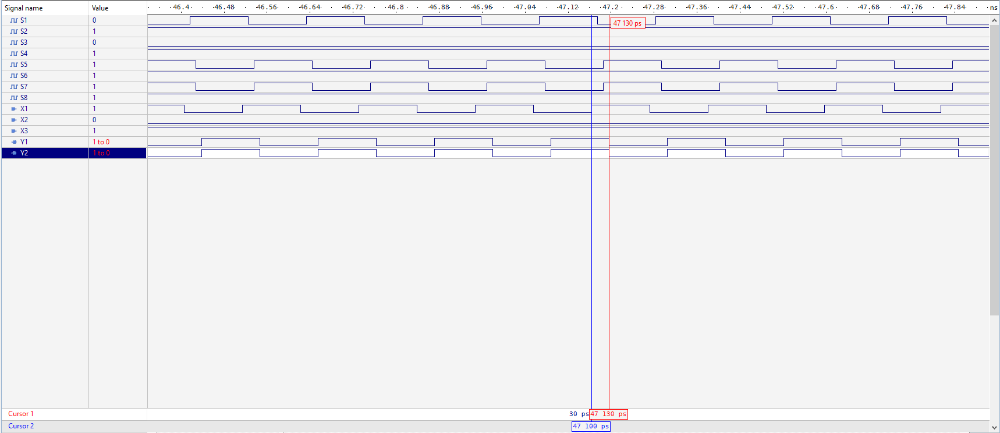 Signal name Value 46.4 46.48 46.56 46.64 46.72 46.8 46.88 46.96 47.04 47.12 47.2 47.28 47.36 47.44 47.52 47.6 47.68 47.76 47.84 ns
S1 0 47 130 ps
S2 1
S3 0
S4 1
S5 1
S6 1
S7 1
S8 1
X1 1
X2 0
X3 1
Y1 1 to 0
Y2 1 to 0
Cursor 1 30 ps 47 130 ps
Cursor 2 47 100 ps